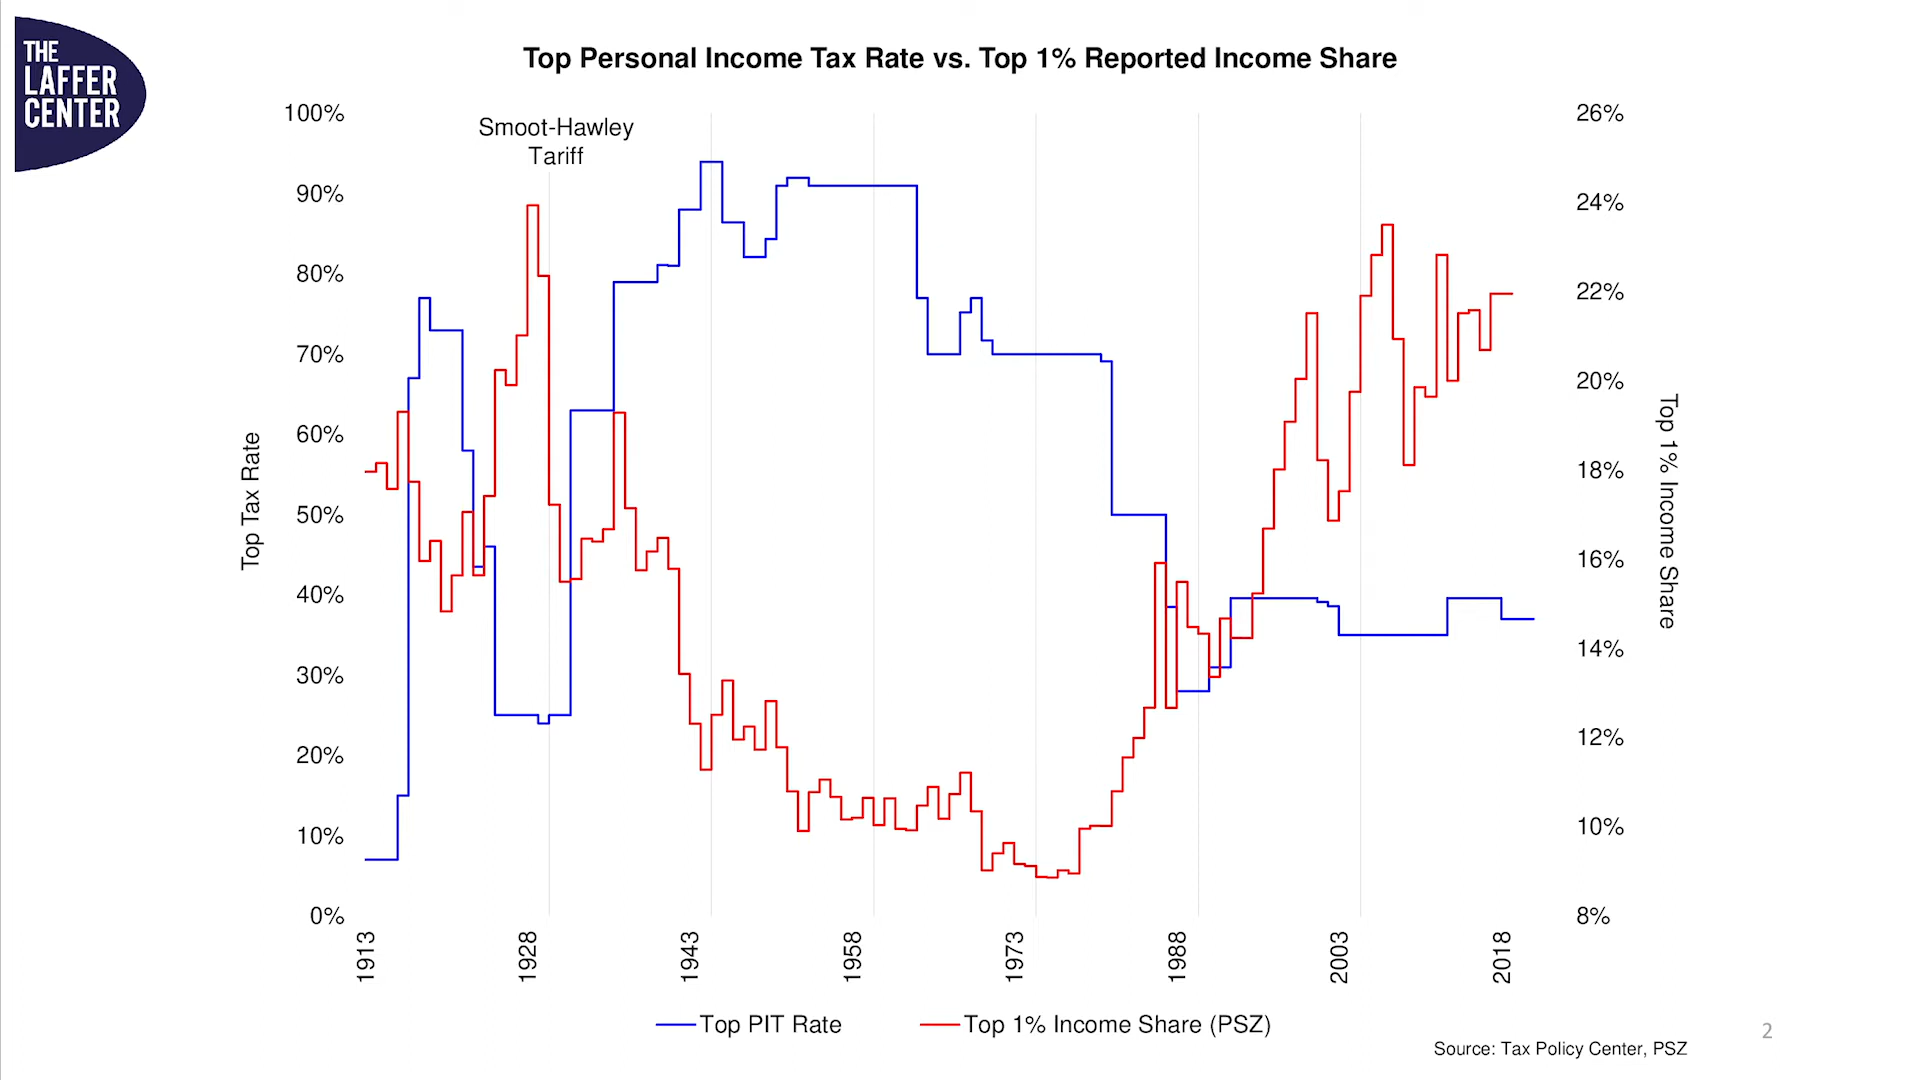 THE
LAFFER
CENTER
Top Personal Income Tax Rate vs. Top 1% Reported Income Share
Smoot-Hawley
Tariff
100%
90%
80%
70%
60%
50%
40%
30%
20%
10%
0%
Top Tax Rate
26%
24%
22%
20%
18%
16%
14%
12%
10%
8%
Top 1% Income Share
1913
1928
1943
1958
1973
1988
2003
2018
Top PIT Rate
Top 1% Income Share (PSZ)
2
Source: Tax Policy Center, PSZ